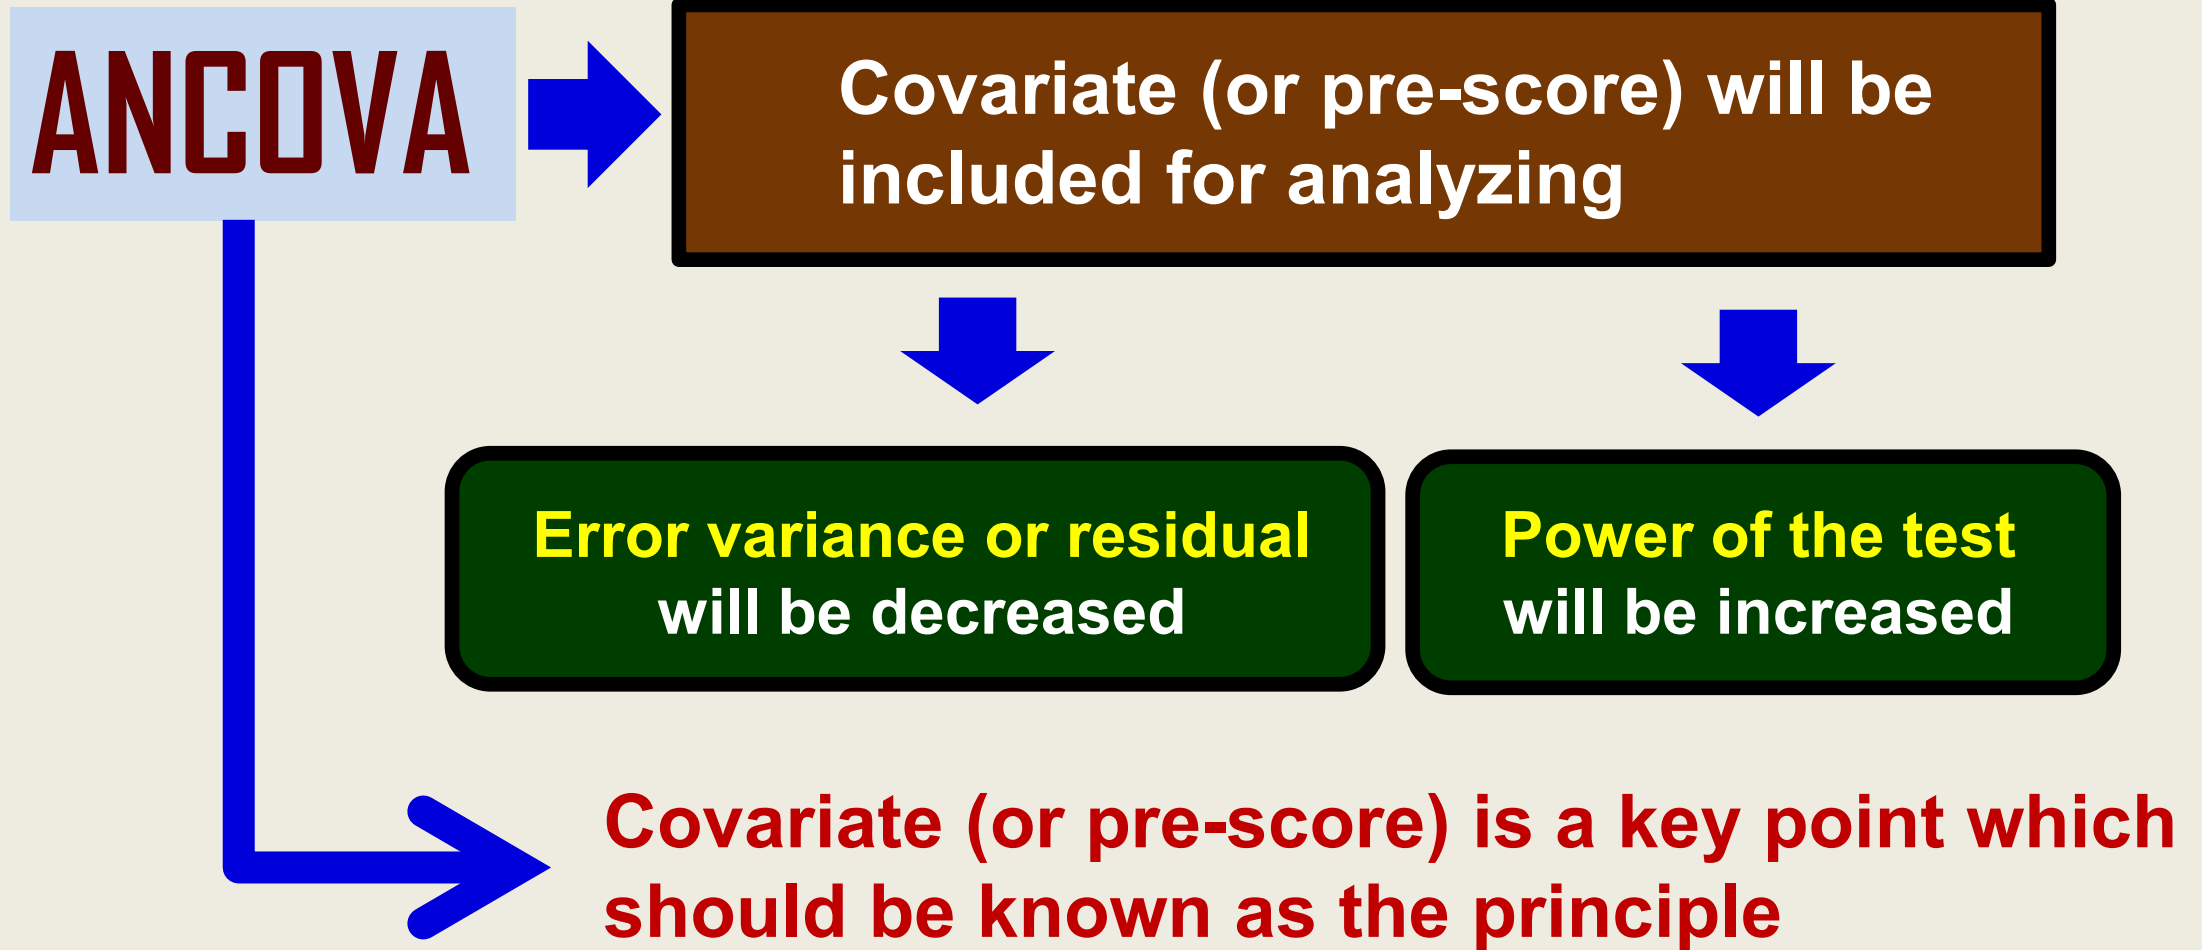 ANCOVA
Covariate (or pre-score) will be
included for analyzing
Error variance or residual
will be decreased
Power of the test
will be increased
Covariate (or pre-score) is a key point which
should be known as the principle